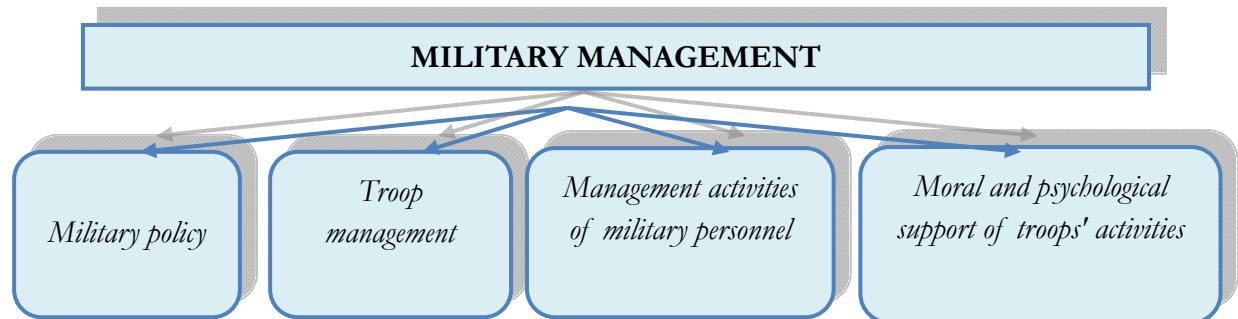 MILITARY MANAGEMENT
Military policy
Troop
management
Management activities
of military personnel
Moral and psychological
support of troops' activities